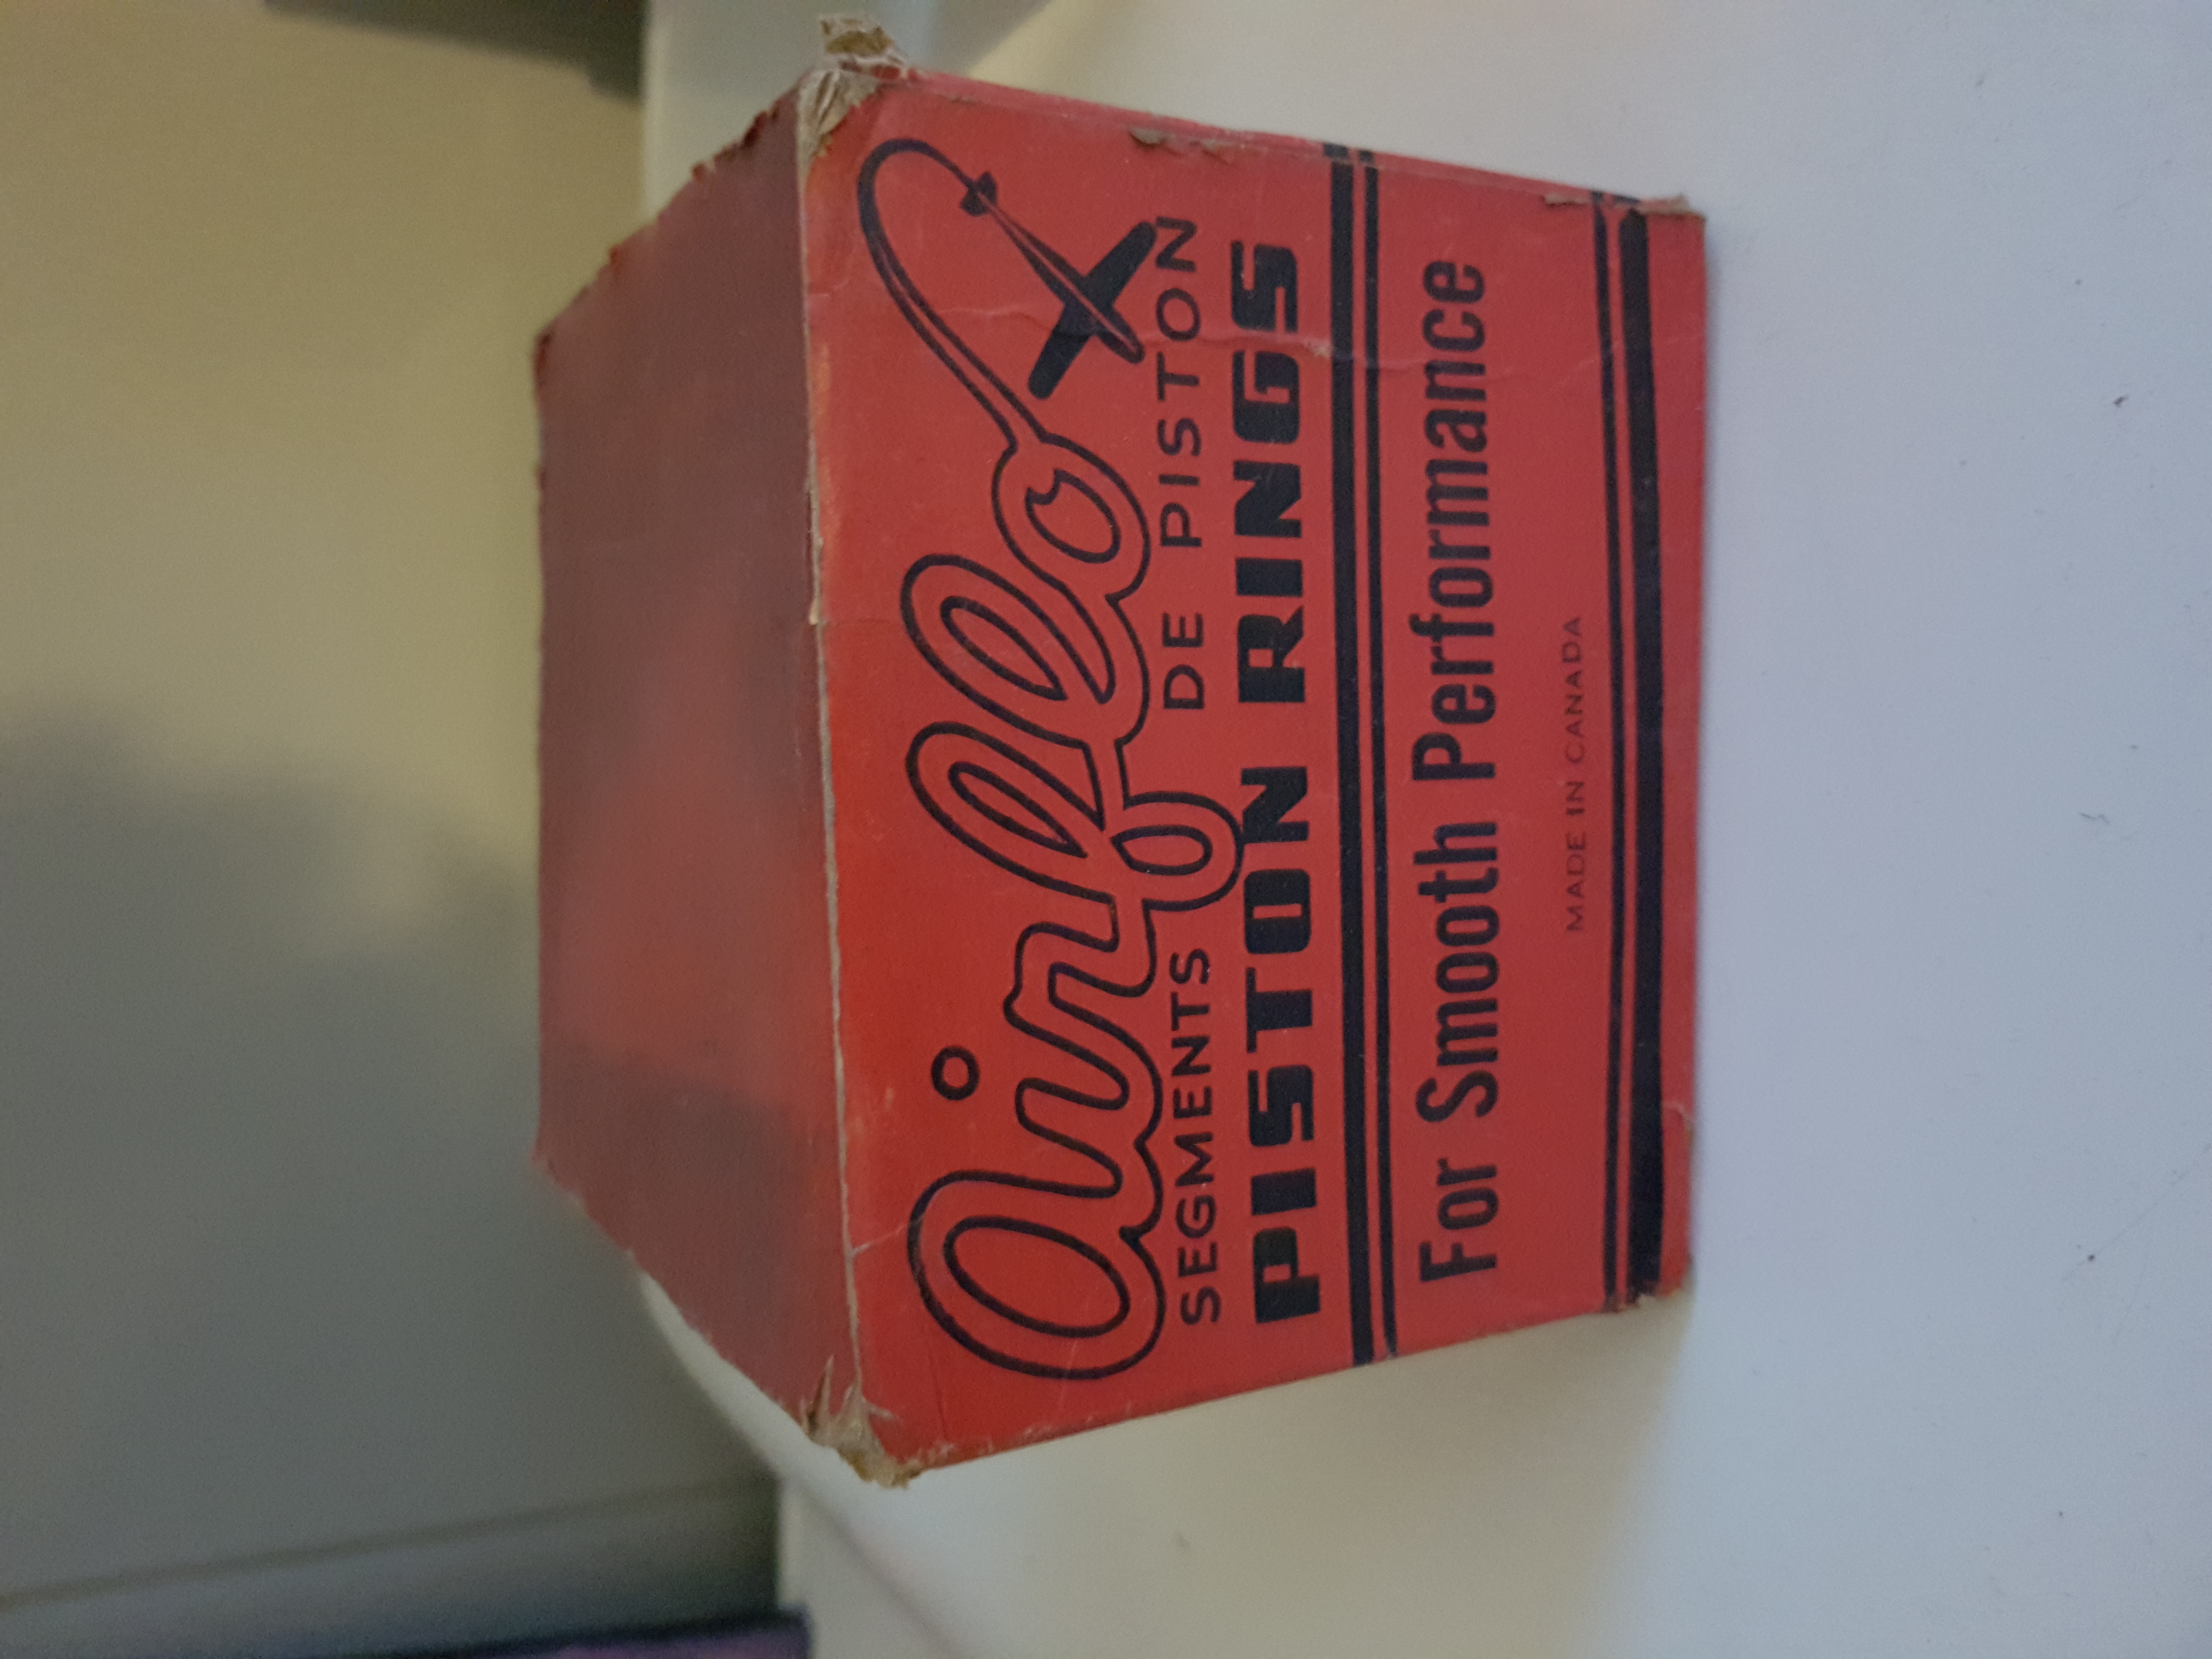 Airflo
SEGMENTS DE PISTON
PISTON RINGS
For Smooth Performance
MADE IN CANADA